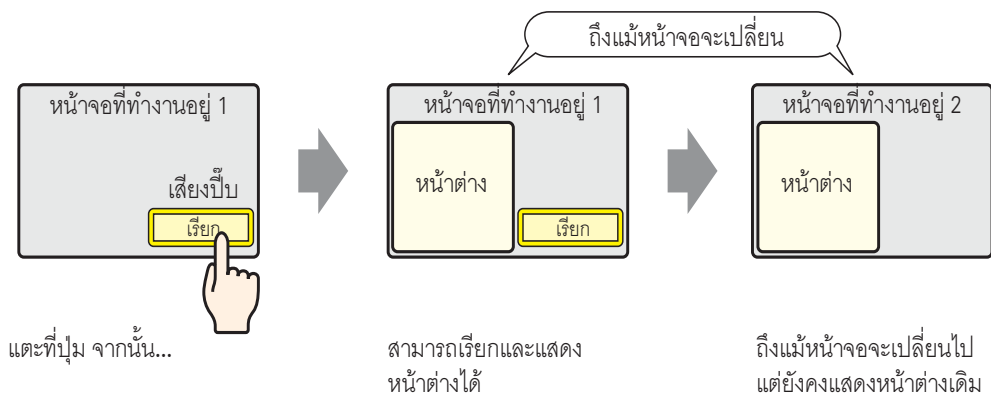 ถึงแม้หน้าจอจะเปลี่ยน
หน้าจอที่ทำงานอยู่ 1
เสียงปี๊บ
เรียก
แตะที่ปุ่ม จากนั้น...
หน้าจอที่ทำงานอยู่ 1
หน้าต่าง
เรียก
สามารถเรียกและแสดง
หน้าต่างได้
หน้าจอที่ทำงานอยู่ 2
หน้าต่าง
ถึงแม้หน้าจอจะเปลี่ยนไป
แต่ยังคงแสดงหน้าต่างเดิม